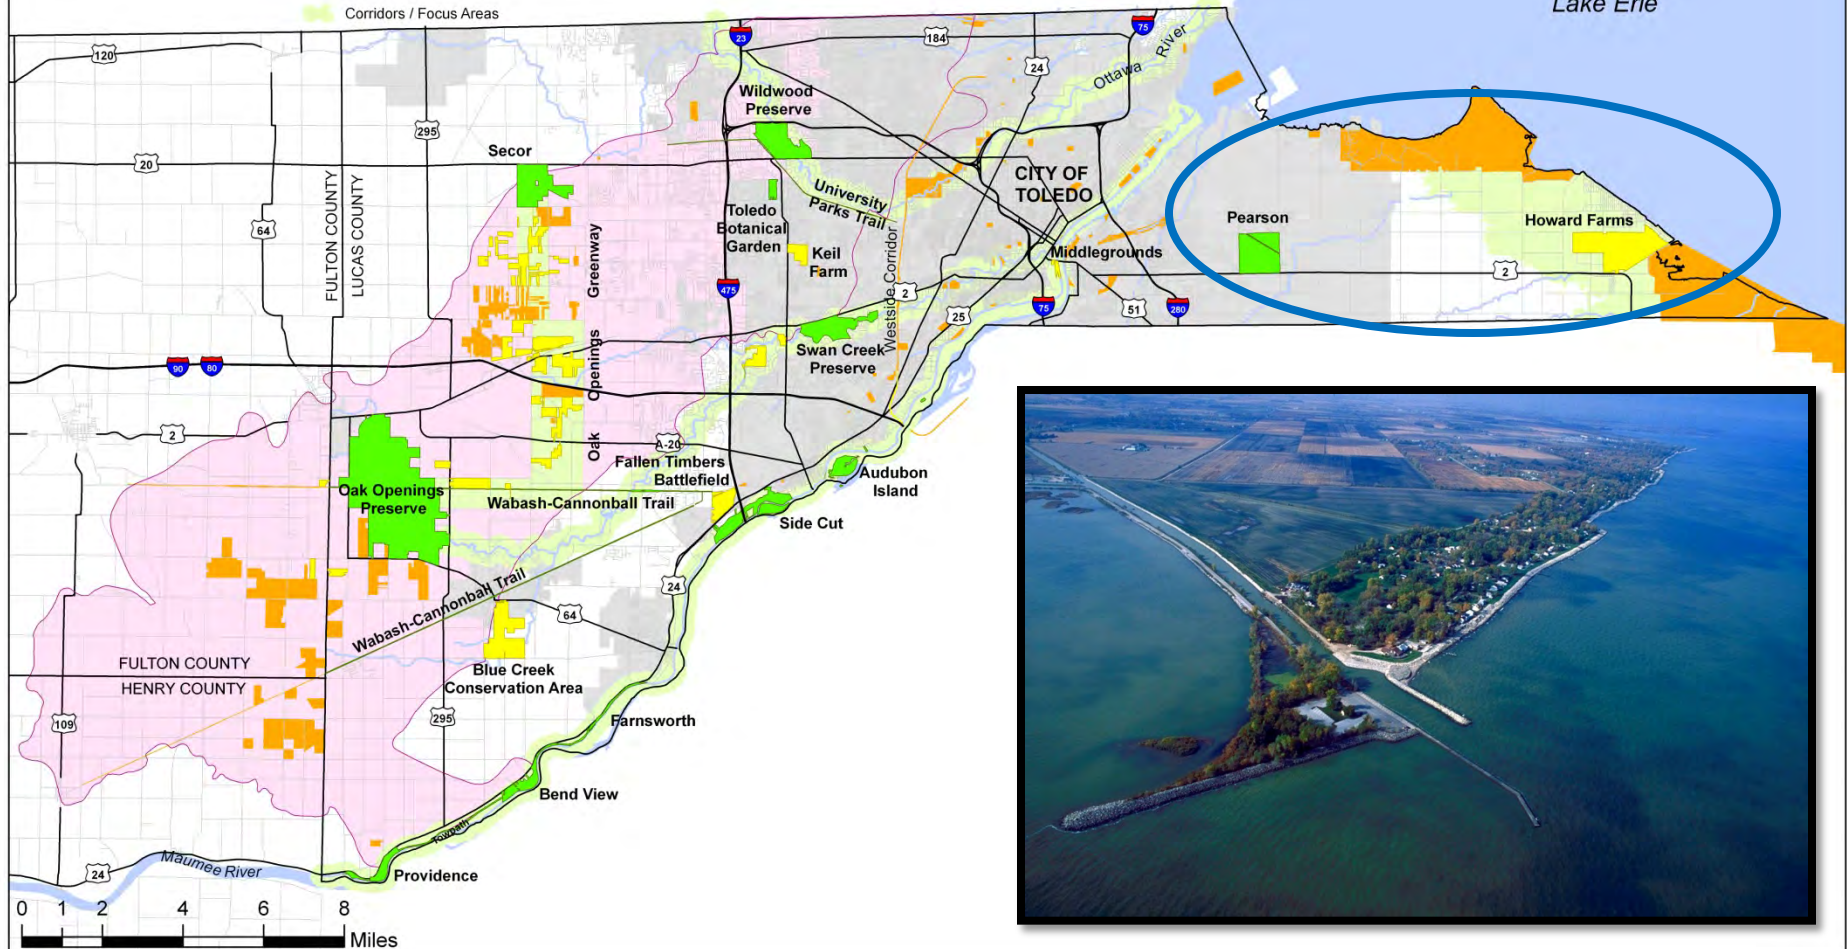 Corridors / Focus Areas
Lake Erie
120
23
184
75
24
Ottawa River
295
Wildwood
Preserve
20
Secor
CITY OF
TOLEDO
FULTON COUNTY
LUCAS COUNTY
64
Toledo
Botanical
Garden
University
Parks Trail
Keil
Farm
Westside Corridor
Middlegrounds
Pearson
Howard Farms
2
Oak Openings Greenway
475
2
25
75
51
280
Swan Creek
Preserve
90
80
2
A-20
Fallen Timbers
Battlefield
Audubon
Island
Oak Openings
Preserve
Wabash-Cannonball Trail
Side Cut
Wabash-Cannonball Trail
24
64
FULTON COUNTY
HENRY COUNTY
Blue Creek
Conservation Area
109
295
Farnsworth
Bend View
Towpath
24
Maumee River
Providence
0 1 2 4 6 8
Miles